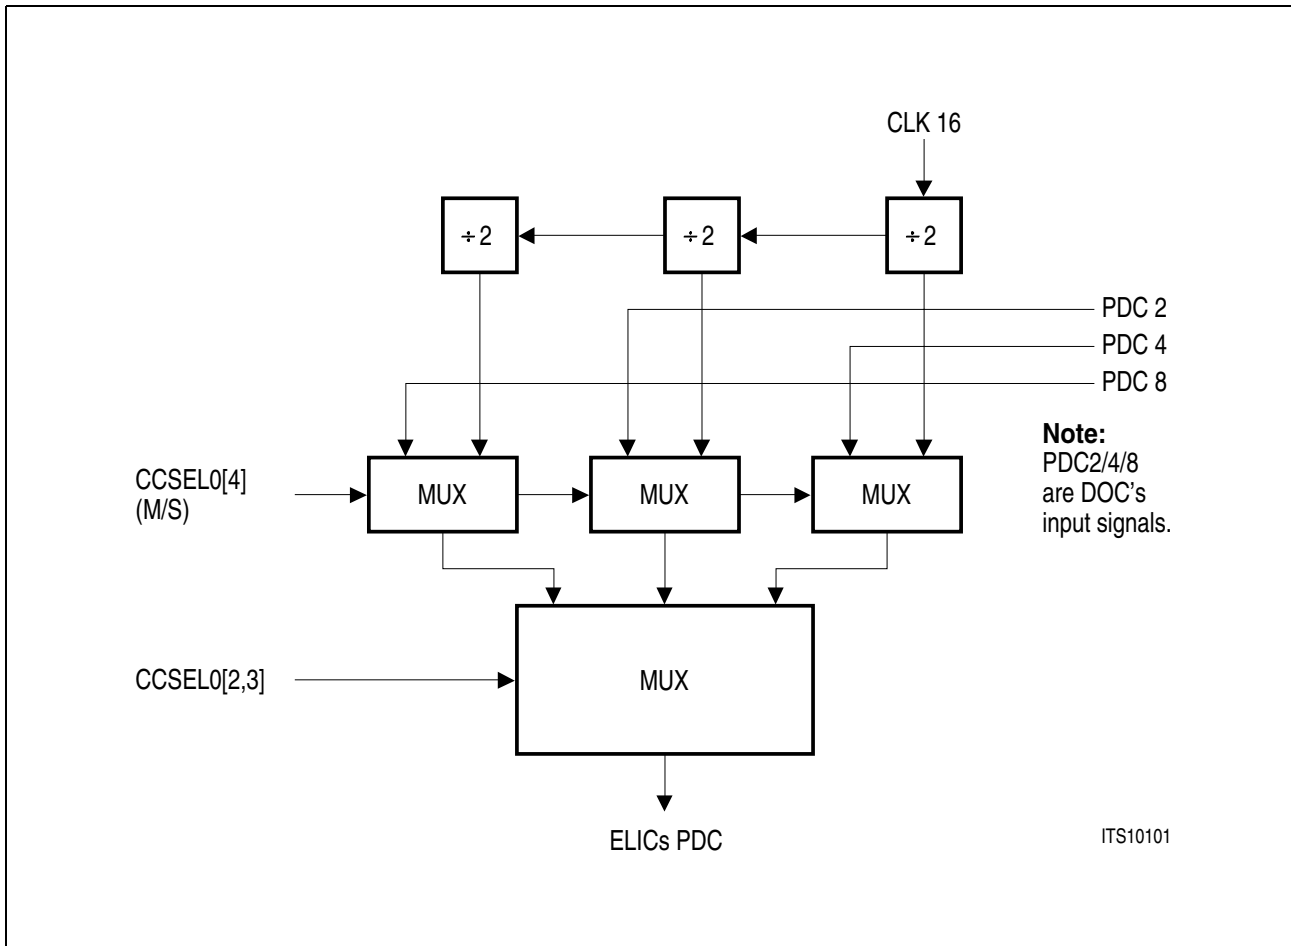 CLK 16
÷2
÷2
÷2
PDC 2
PDC 4
PDC 8
Note:
PDC2/4/8
are DOC's
input signals.
CCSEL0[4]
(M/S)
MUX
MUX
MUX
CCSEL0[2,3]
MUX
ELICs PDC
ITS10101